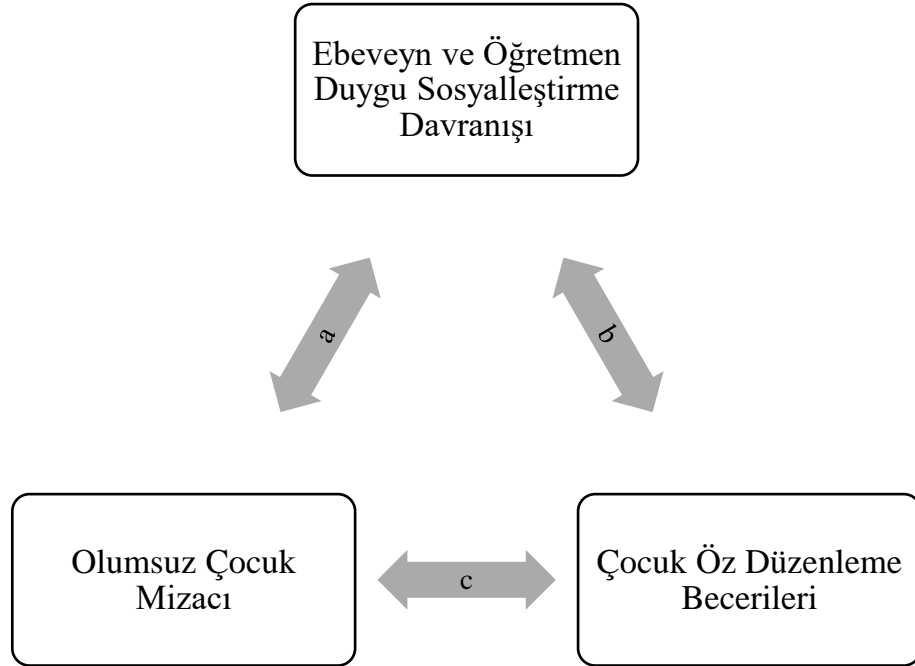 Ebeveyn ve Öğretmen
Duygu Sosyalleştirme
Davranışı
a
b
Olumsuz Çocuk
Mizacı
c
Çocuk Öz Düzenleme
Becerileri